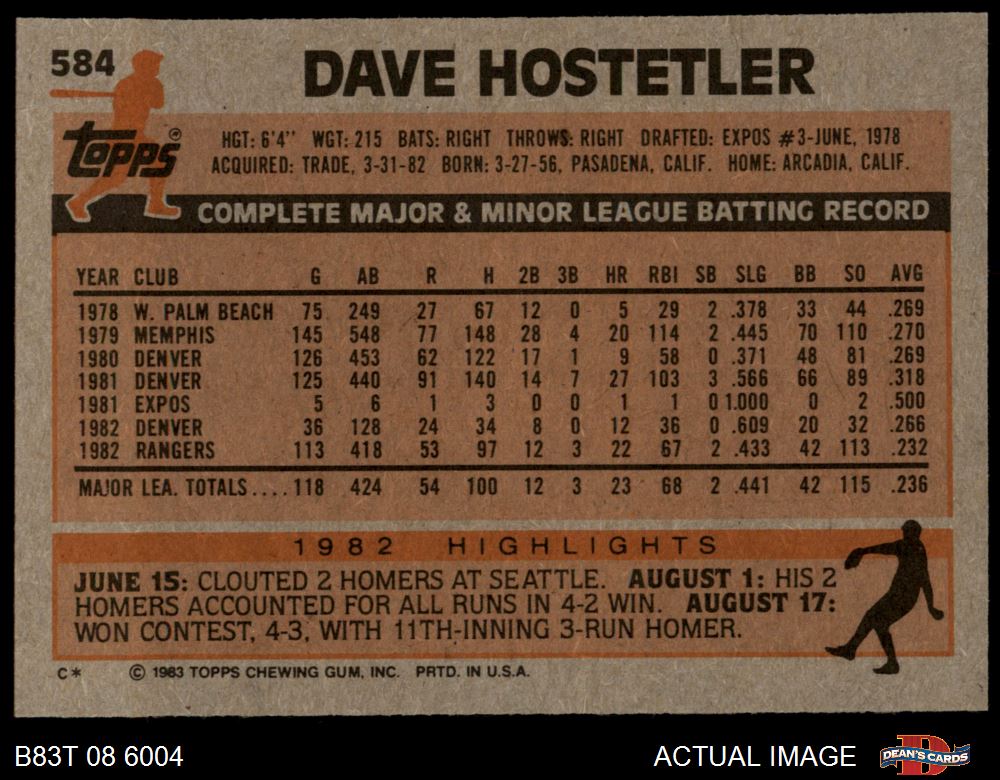 584
DAVE HOSTETLER
topps®
HGT: 6'4'' WGT: 215 BATS: RIGHT THROWS: RIGHT DRAFTED: EXPOS #3-JUNE, 1978
ACQUIRED: TRADE, 3-31-82 BORN: 3-27-56, PASADENA, CALIF. HOME: ARCADIA, CALIF.
COMPLETE MAJOR & MINOR LEAGUE BATTING RECORD
YEAR CLUB G AB R H 2B 3B HR RBI SB SLG BB SO AVG
1978 W. PALM BEACH 75 249 27 67 12 0 5 29 2 .378 33 44 .269
1979 MEMPHIS 145 548 77 148 28 4 20 114 2 .445 70 110 .270
1980 DENVER 126 453 62 122 17 1 9 58 0 .371 48 81 .269
1981 DENVER 125 440 91 140 14 7 27 103 3 .566 66 89 .318
1981 EXPOS 5 6 1 3 0 0 1 1 0 1.000 0 2 .500
1982 DENVER 36 128 24 34 8 0 12 36 0 .609 20 32 .266
1982 RANGERS 113 418 53 97 12 3 22 67 2 .433 42 113 .232
MAJOR LEA. TOTALS.... 118 424 54 100 12 3 23 68 2 .441 42 115 .236
1982 HIGHLIGHTS
JUNE 15: CLOUTED 2 HOMERS AT SEATTLE. AUGUST 1: HIS 2
HOMERS ACCOUNTED FOR ALL RUNS IN 4-2 WIN. AUGUST 17:
WON CONTEST, 4-3, WITH 11TH-INNING 3-RUN HOMER.
C* © 1983 TOPPS CHEWING GUM, INC. PRTD. IN U.S.A.
B83T 08 6004 ACTUAL IMAGE DEAN'S CARDS